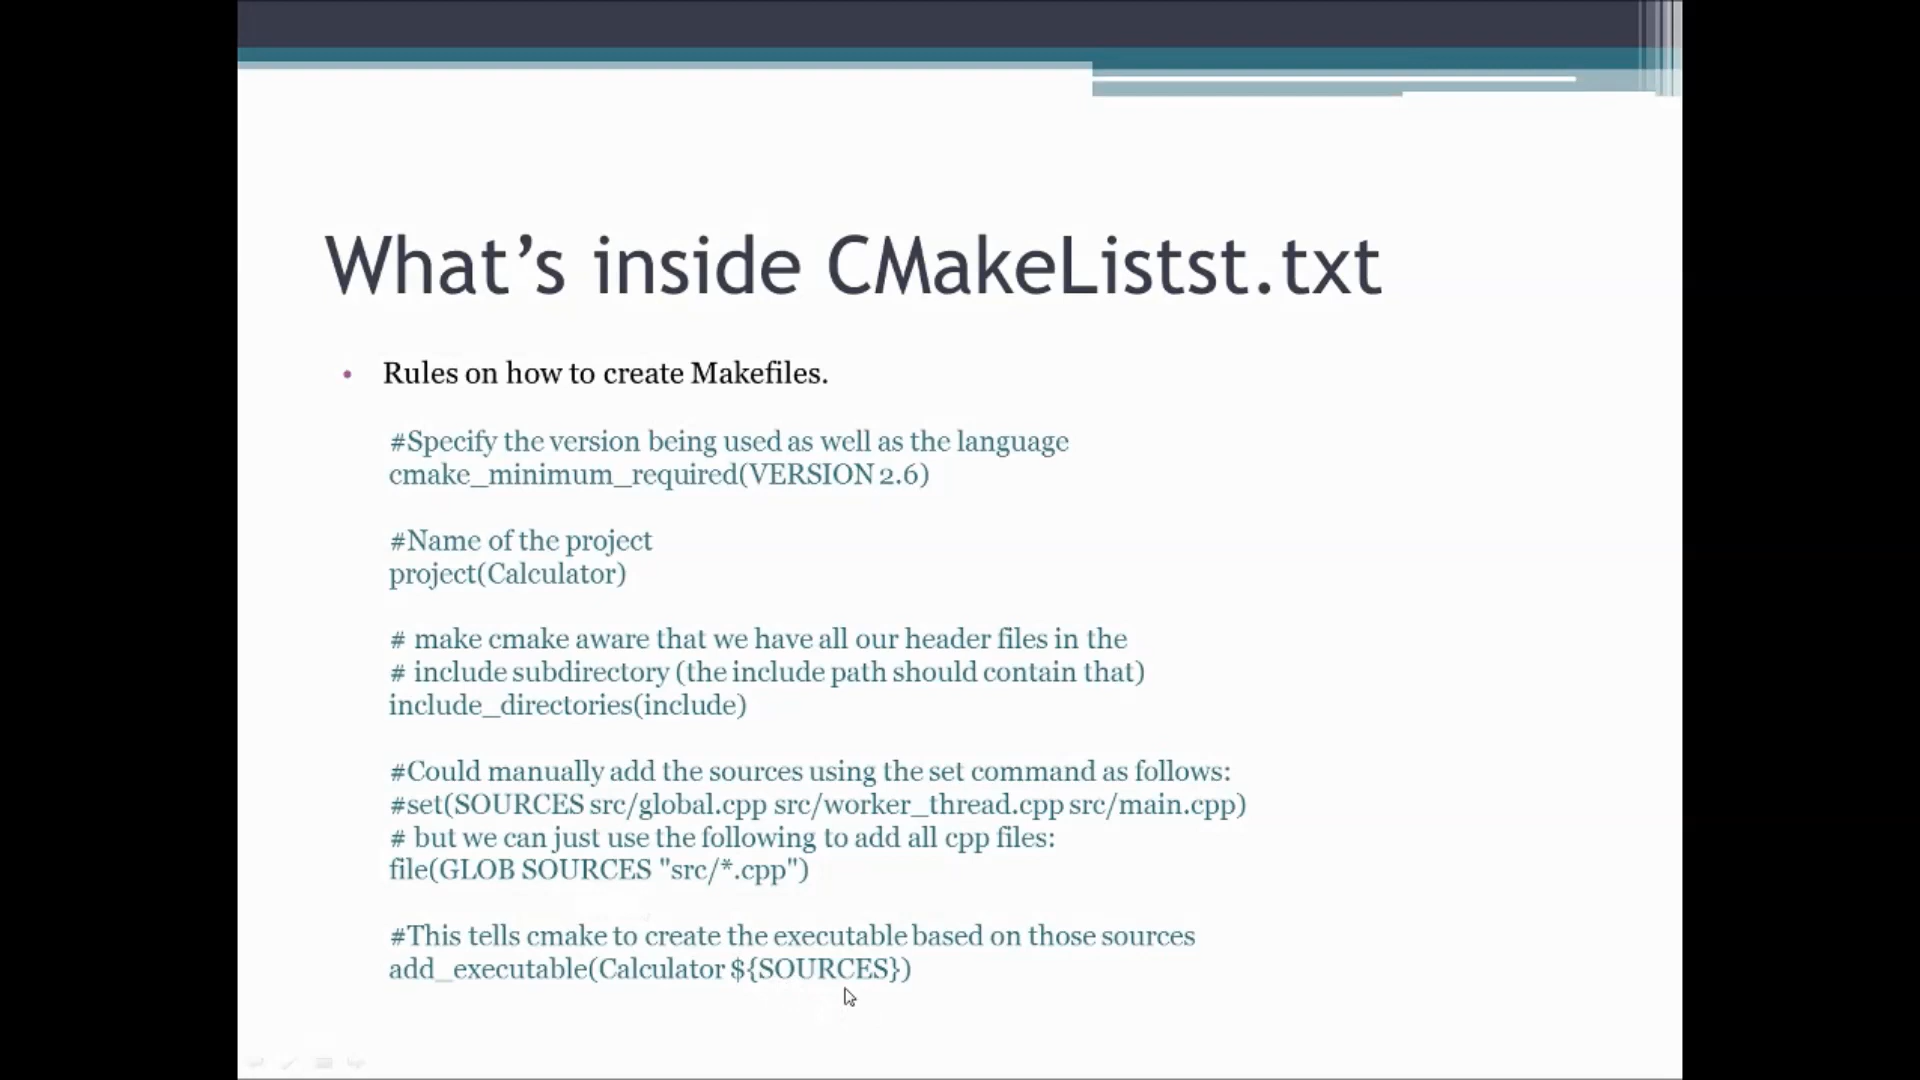 What’s inside CMakeListst.txt
• Rules on how to create Makefiles.
#Specify the version being used as well as the language
cmake_minimum_required(VERSION 2.6)
#Name of the project
project(Calculator)
# make cmake aware that we have all our header files in the
# include subdirectory (the include path should contain that)
include_directories(include)
#Could manually add the sources using the set command as follows:
#set(SOURCES src/global.cpp src/worker_thread.cpp src/main.cpp)
# but we can just use the following to add all cpp files:
file(GLOB SOURCES "src/*.cpp")
#This tells cmake to create the executable based on those sources
add_executable(Calculator ${SOURCES})